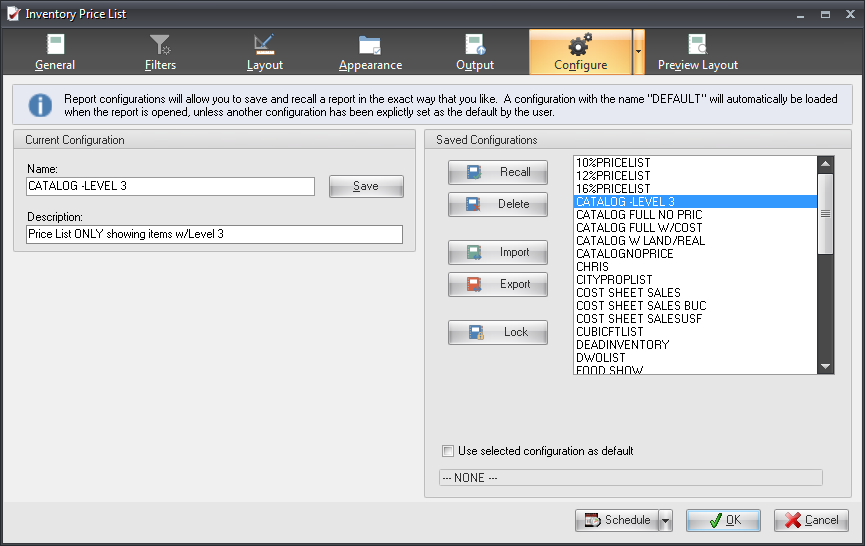 Inventory Price List
General
Filters
Layout
Appearance
Output
Configure
Preview Layout
Report configurations will allow you to save and recall a report in the exact way that you like.  A configuration with the name "DEFAULT" will automatically be loaded
when the report is opened, unless another configuration has been explictly set as the default by the user.
Current Configuration
Name:
CATALOG -LEVEL 3
Save
Description:
Price List ONLY showing items w/Level 3
Saved Configurations
Recall
Delete
Import
Export
Lock
10%PRICELIST
12%PRICELIST
16%PRICELIST
CATALOG -LEVEL 3
CATALOG FULL NO PRIC
CATALOG FULL W/COST
CATALOG W LAND/REAL
CATALOGNOPRICE
CHRIS
CITYPROPLIST
COST SHEET SALES
COST SHEET SALES BUC
COST SHEET SALESUSF
CUBICFTLIST
DEADINVENTORY
DWOLIST
FOOD SHOW
Use selected configuration as default
--- NONE ---
Schedule
OK
Cancel